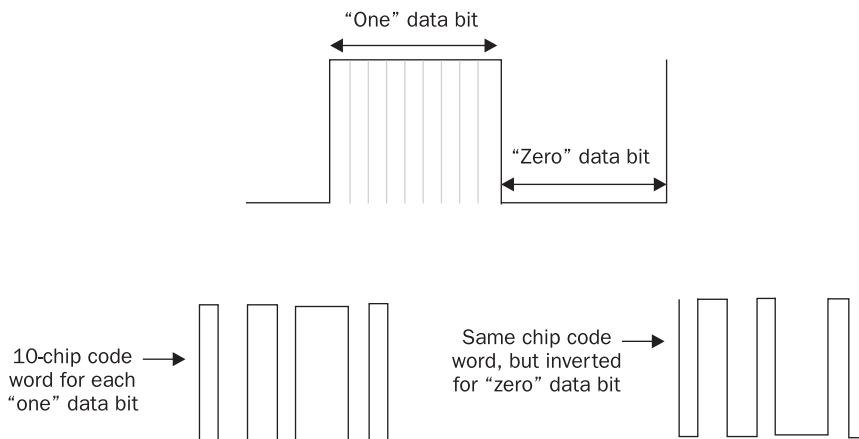 “One” data bit
“Zero” data bit
10-chip code
word for each
“one” data bit
Same chip code
word, but inverted
for “zero” data bit